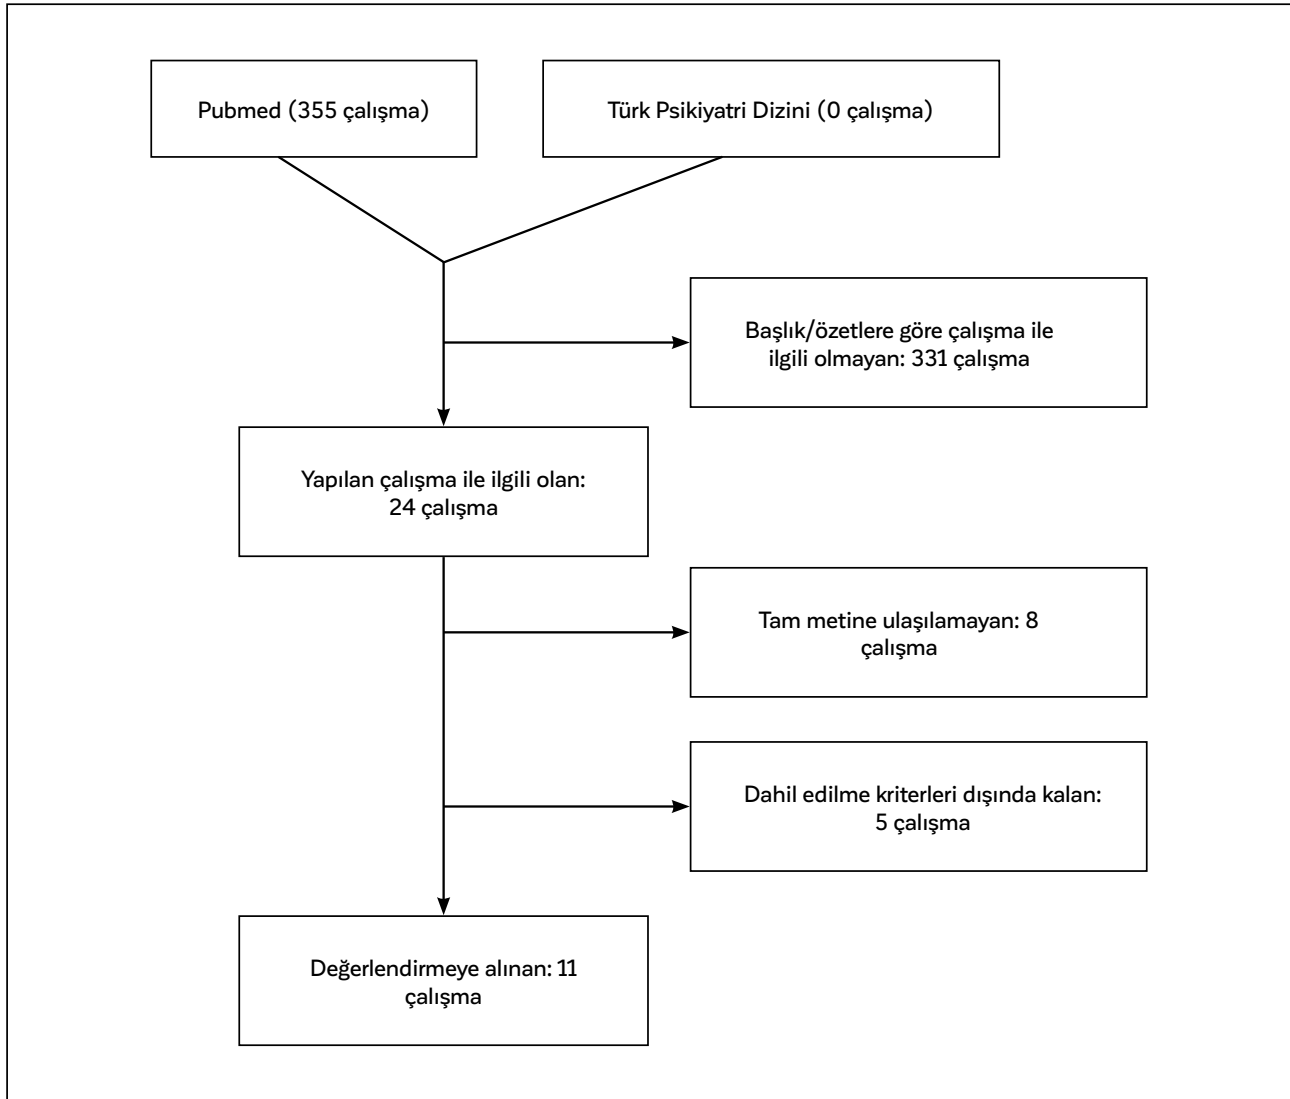 Pubmed (355 çalışma)
Türk Psikiyatri Dizini (0 çalışma)
Başlık/özetlere göre çalışma ile
ilgili olmayan: 331 çalışma
Yapılan çalışma ile ilgili olan:
24 çalışma
Tam metine ulaşılamayan: 8
çalışma
Dahil edilme kriterleri dışında kalan:
5 çalışma
Değerlendirmeye alınan: 11
çalışma